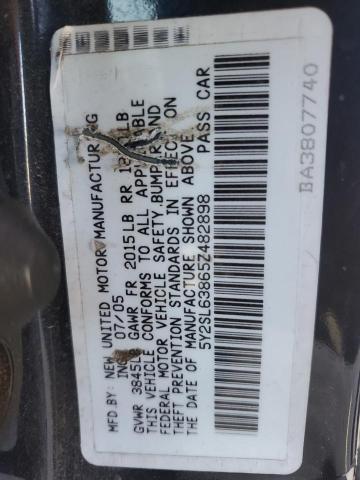 MFD.BY: NEW UNITED MOTOR MANUFACTURING
INC. 07/05
GVWR 3845LB GAWR FR 2015LB RR LB
THIS VEHICLE CONFORMS TO ALL APPLICABLE
FEDERAL MOTOR VEHICLE SAFETY,BUMPER,AND
THEFT PREVENTION STANDARDS IN EFFECT ON
THE DATE OF MANUFACTURE SHOWN ABOVE.
5Y2SL63865Z482898 PASS CAR
BA3807740